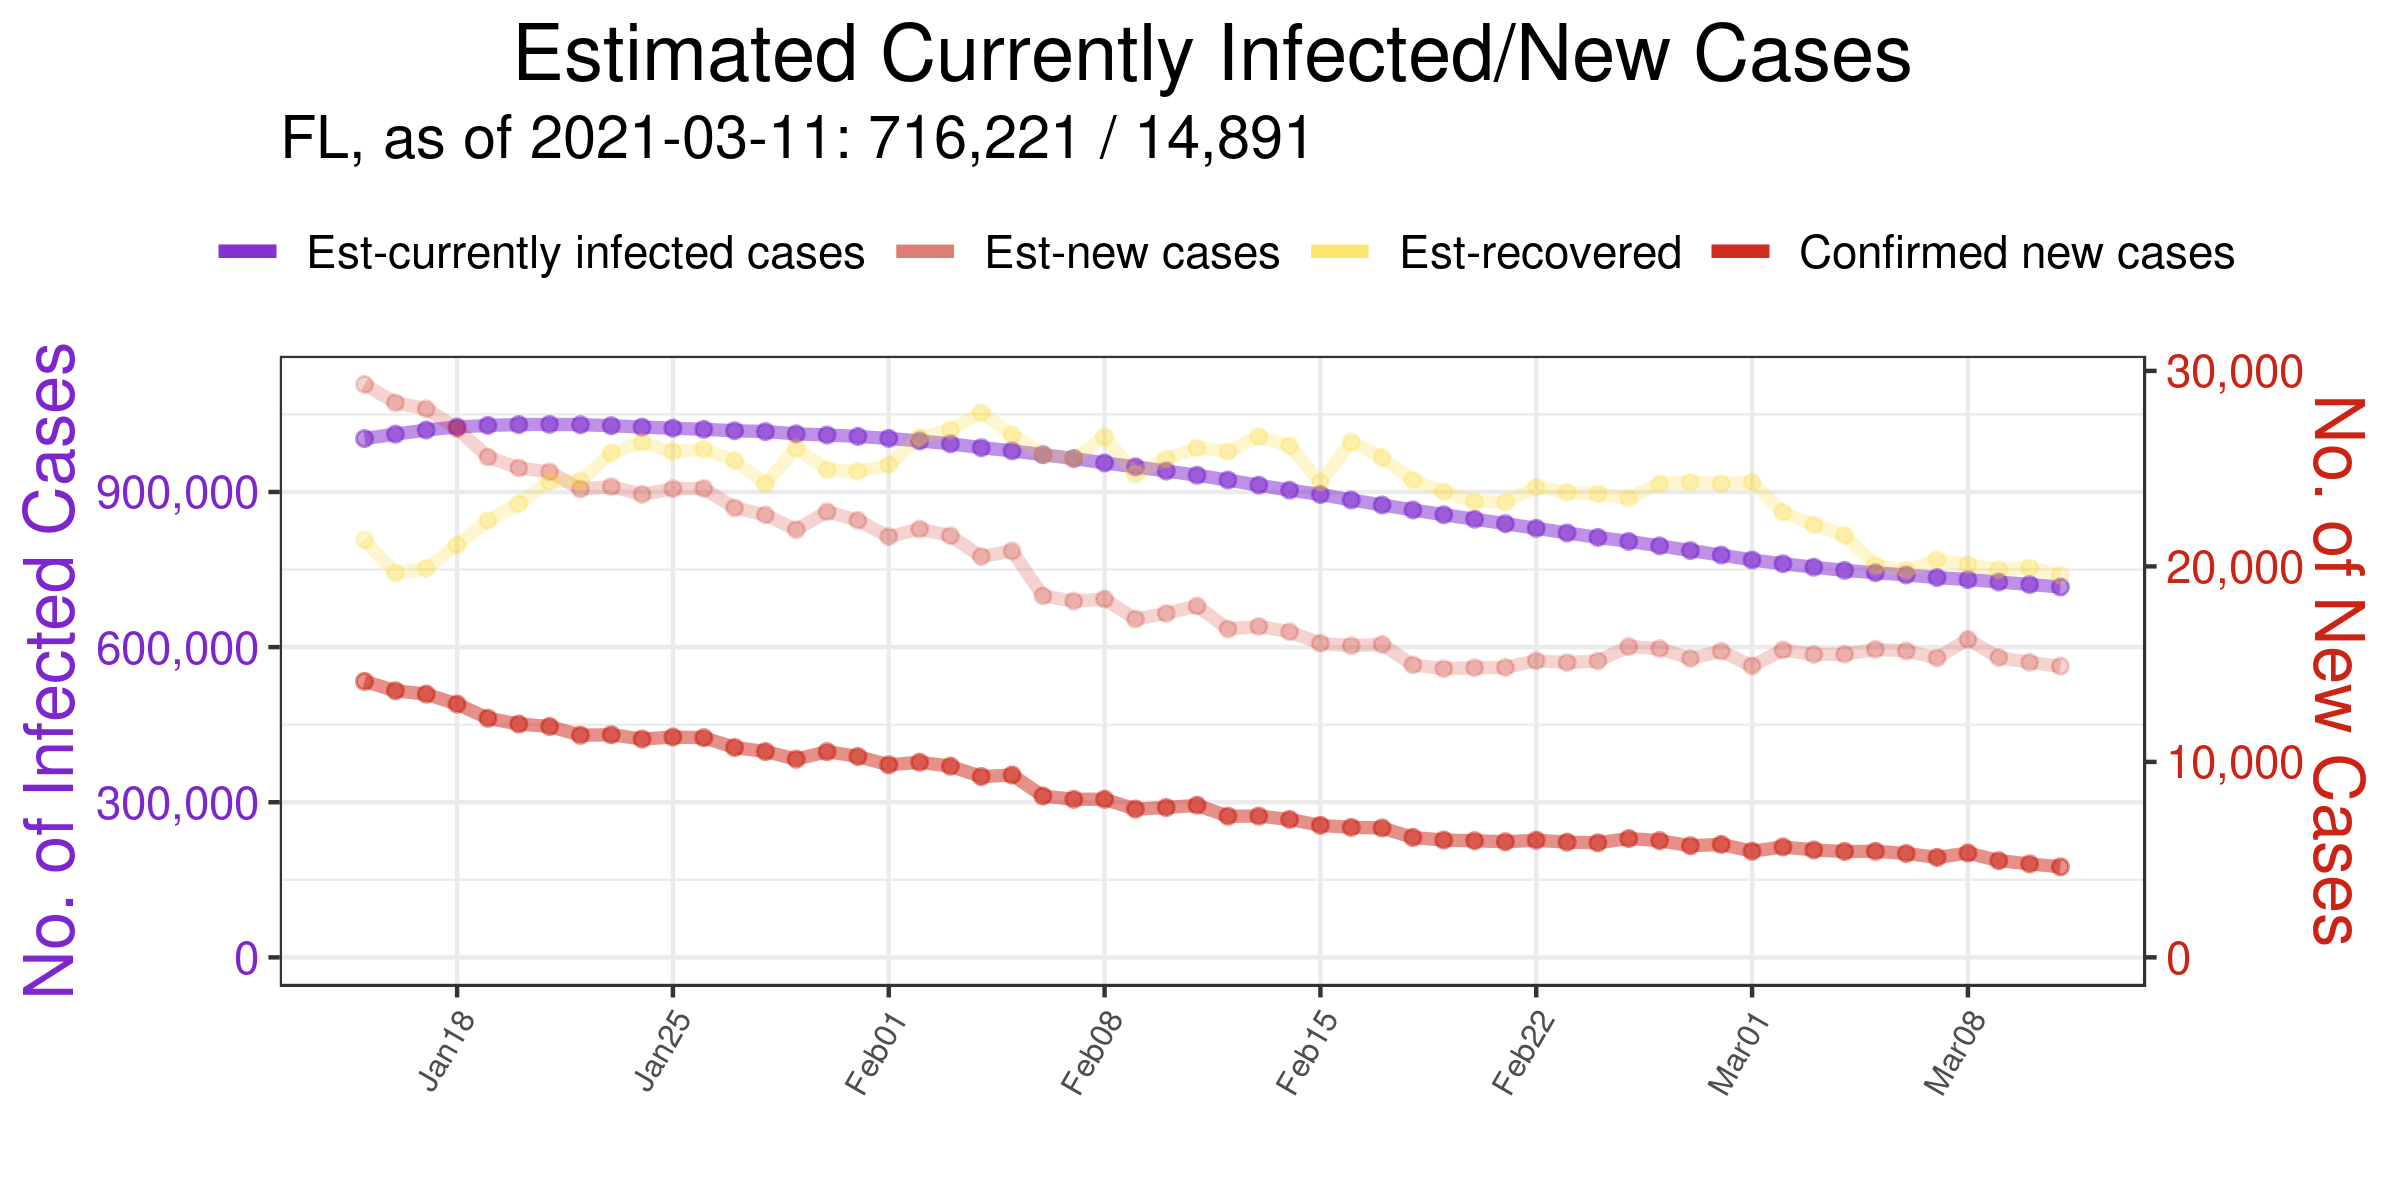 Estimated Currently Infected/New Cases
FL, as of 2021-03-11: 716,221 / 14,891
Est-currently infected cases Est-new cases Est-recovered Confirmed new cases
No. of Infected Cases
900,000
600,000
300,000
0
30,000
20,000
10,000
0
No. of New Cases
Jan18 Jan25 Feb01 Feb08 Feb15 Feb22 Mar01 Mar08